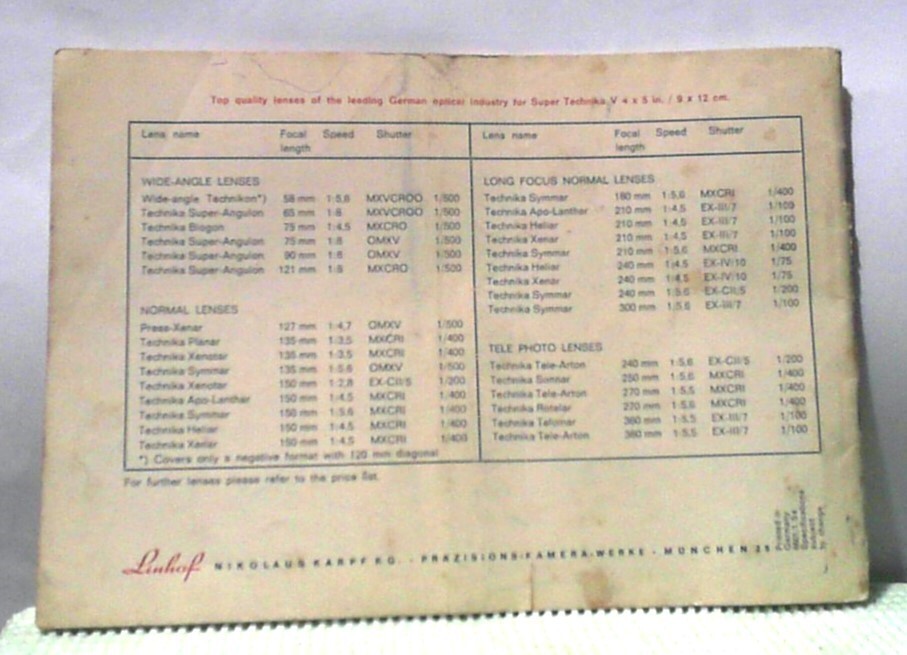 Top quality lenses of the leading German optical industry for Super Technika V 4 x 5 in. / 9 x 12 cm.
Lens name Focal length Speed Shutter
WIDE-ANGLE LENSES
Wide-angle Technikon*) 58 mm 1:5,6 MXVCROO 1/500
Technika Super-Angulon 65 mm 1:8 MXVCROO 1/500
Technika Biogon 75 mm 1:4,5 MXCRO 1/500
Technika Super-Angulon 75 mm 1:8 OMXV 1/500
Technika Super-Angulon 90 mm 1:8 OMXV 1/500
Technika Super-Angulon 121 mm 1:8 MXCRO 1/500
NORMAL LENSES
Press-Xenar 127 mm 1:4,7 OMXV 1/500
Technika Planar 135 mm 1:3,5 MXCRI 1/400
Technika Xenotar 135 mm 1:3,5 MXCRI 1/400
Technika Symmar 135 mm 1:5,6 OMXV 1/500
Technika Xenotar 150 mm 1:2,8 EX-CII/5 1/200
Technika Apo-Lanthar 150 mm 1:4,5 MXCRI 1/400
Technika Symmar 150 mm 1:5,6 MXCRI 1/400
Technika Heliar 150 mm 1:4,5 MXCRI 1/400
Technika Xenar 150 mm 1:4,5 MXCRI 1/400
*) Covers only a negative format with 120 mm diagonal
Lens name Focal length Speed Shutter
LONG FOCUS NORMAL LENSES
Technika Symmar 180 mm 1:5,6 MXCRI 1/400
Technika Apo-Lanthar 210 mm 1:4,5 EX-III/7 1/100
Technika Heliar 210 mm 1:4,5 EX-III/7 1/100
Technika Xenar 210 mm 1:4,5 EX-III/7 1/100
Technika Symmar 210 mm 1:5,6 MXCRI 1/400
Technika Heliar 240 mm 1:4,5 EX-IV/10 1/75
Technika Xenar 240 mm 1:4,5 EX-IV/10 1/75
Technika Symmar 240 mm 1:5,6 EX-CII/5 1/200
Technika Symmar 300 mm 1:5,6 EX-III/7 1/100
TELE PHOTO LENSES
Technika Tele-Arton 240 mm 1:5,6 EX-CII/5 1/200
Technika Sonnar 250 mm 1:5,6 MXCRI 1/400
Technika Tele-Arton 270 mm 1:5,5 MXCRI 1/400
Technika Rotelar 270 mm 1:5,6 MXCRI 1/400
Technika Telomar 360 mm 1:5,5 EX-III/7 1/100
Technika Tele-Arton 360 mm 1:5,5 EX-III/7 1/100
For further lenses please refer to the price list.
Linhof NIKOLAUS KARPF KG. - PRÄZISIONS-KAMERA-WERKE - MÜNCHEN 25
Printed in
Germany
Specifications
subject
to change